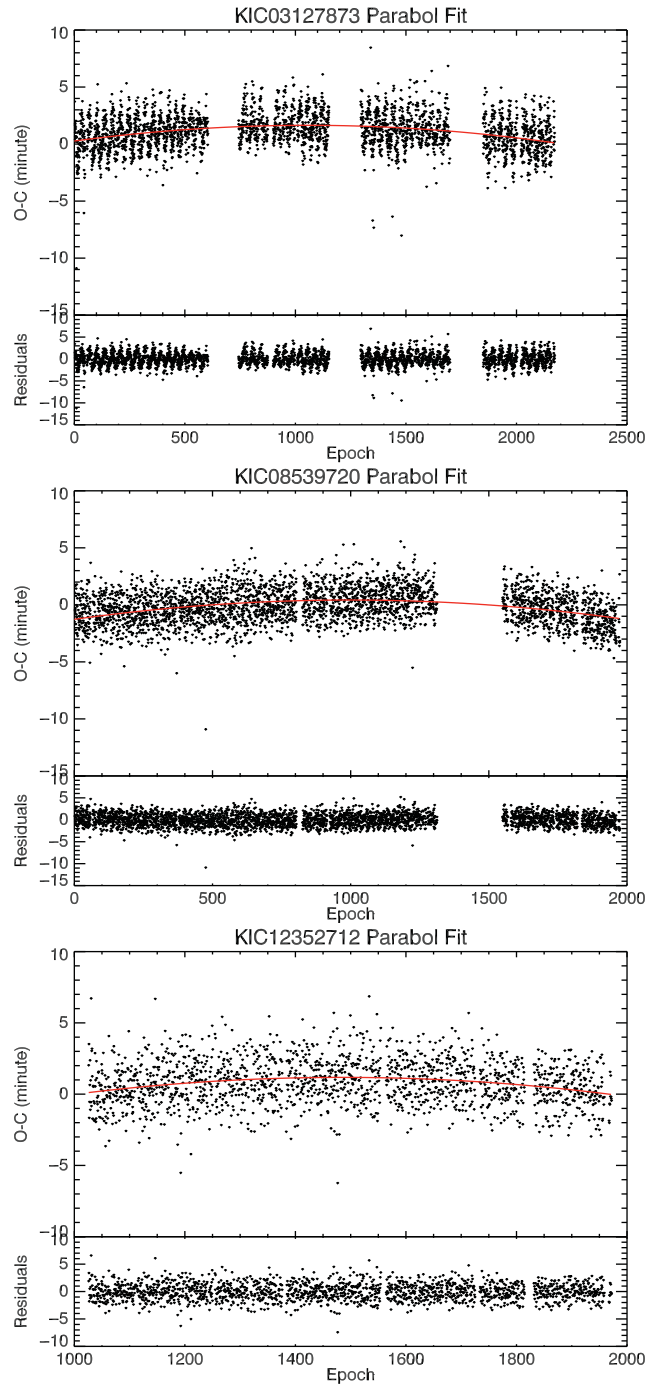 KIC03127873 Parabol Fit
10
5
0
−5
−10
−15
O-C (minute)
10
5
0
−5
−10
−15
Residuals
0 500 1000 1500 2000 2500
Epoch
KIC08539720 Parabol Fit
10
5
0
−5
−10
−15
O-C (minute)
10
5
0
−5
−10
−15
Residuals
0 500 1000 1500 2000
Epoch
KIC12352712 Parabol Fit
10
5
0
−5
−10
O-C (minute)
10
5
0
−5
−10
Residuals
1000 1200 1400 1600 1800 2000
Epoch